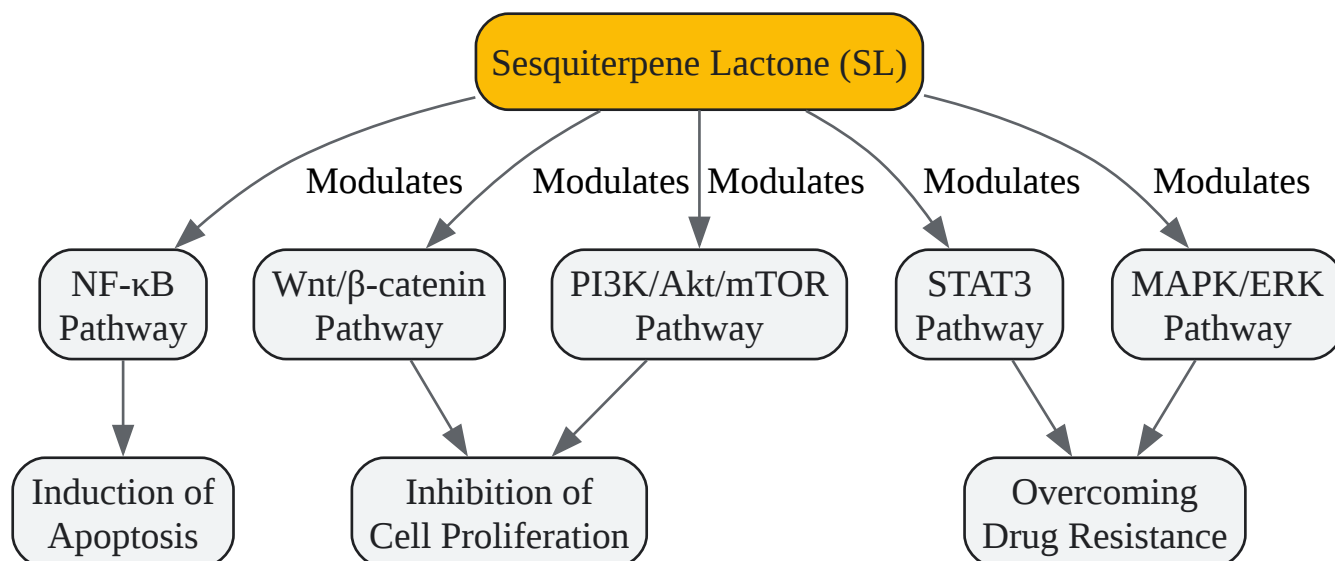 Sesquiterpene Lactone (SL)
Modulates
Modulates
Modulates
Modulates
Modulates
NF-κB
Pathway
Wnt/β-catenin
Pathway
PI3K/Akt/mTOR
Pathway
STAT3
Pathway
MAPK/ERK
Pathway
Induction of
Apoptosis
Inhibition of
Cell Proliferation
Overcoming
Drug Resistance